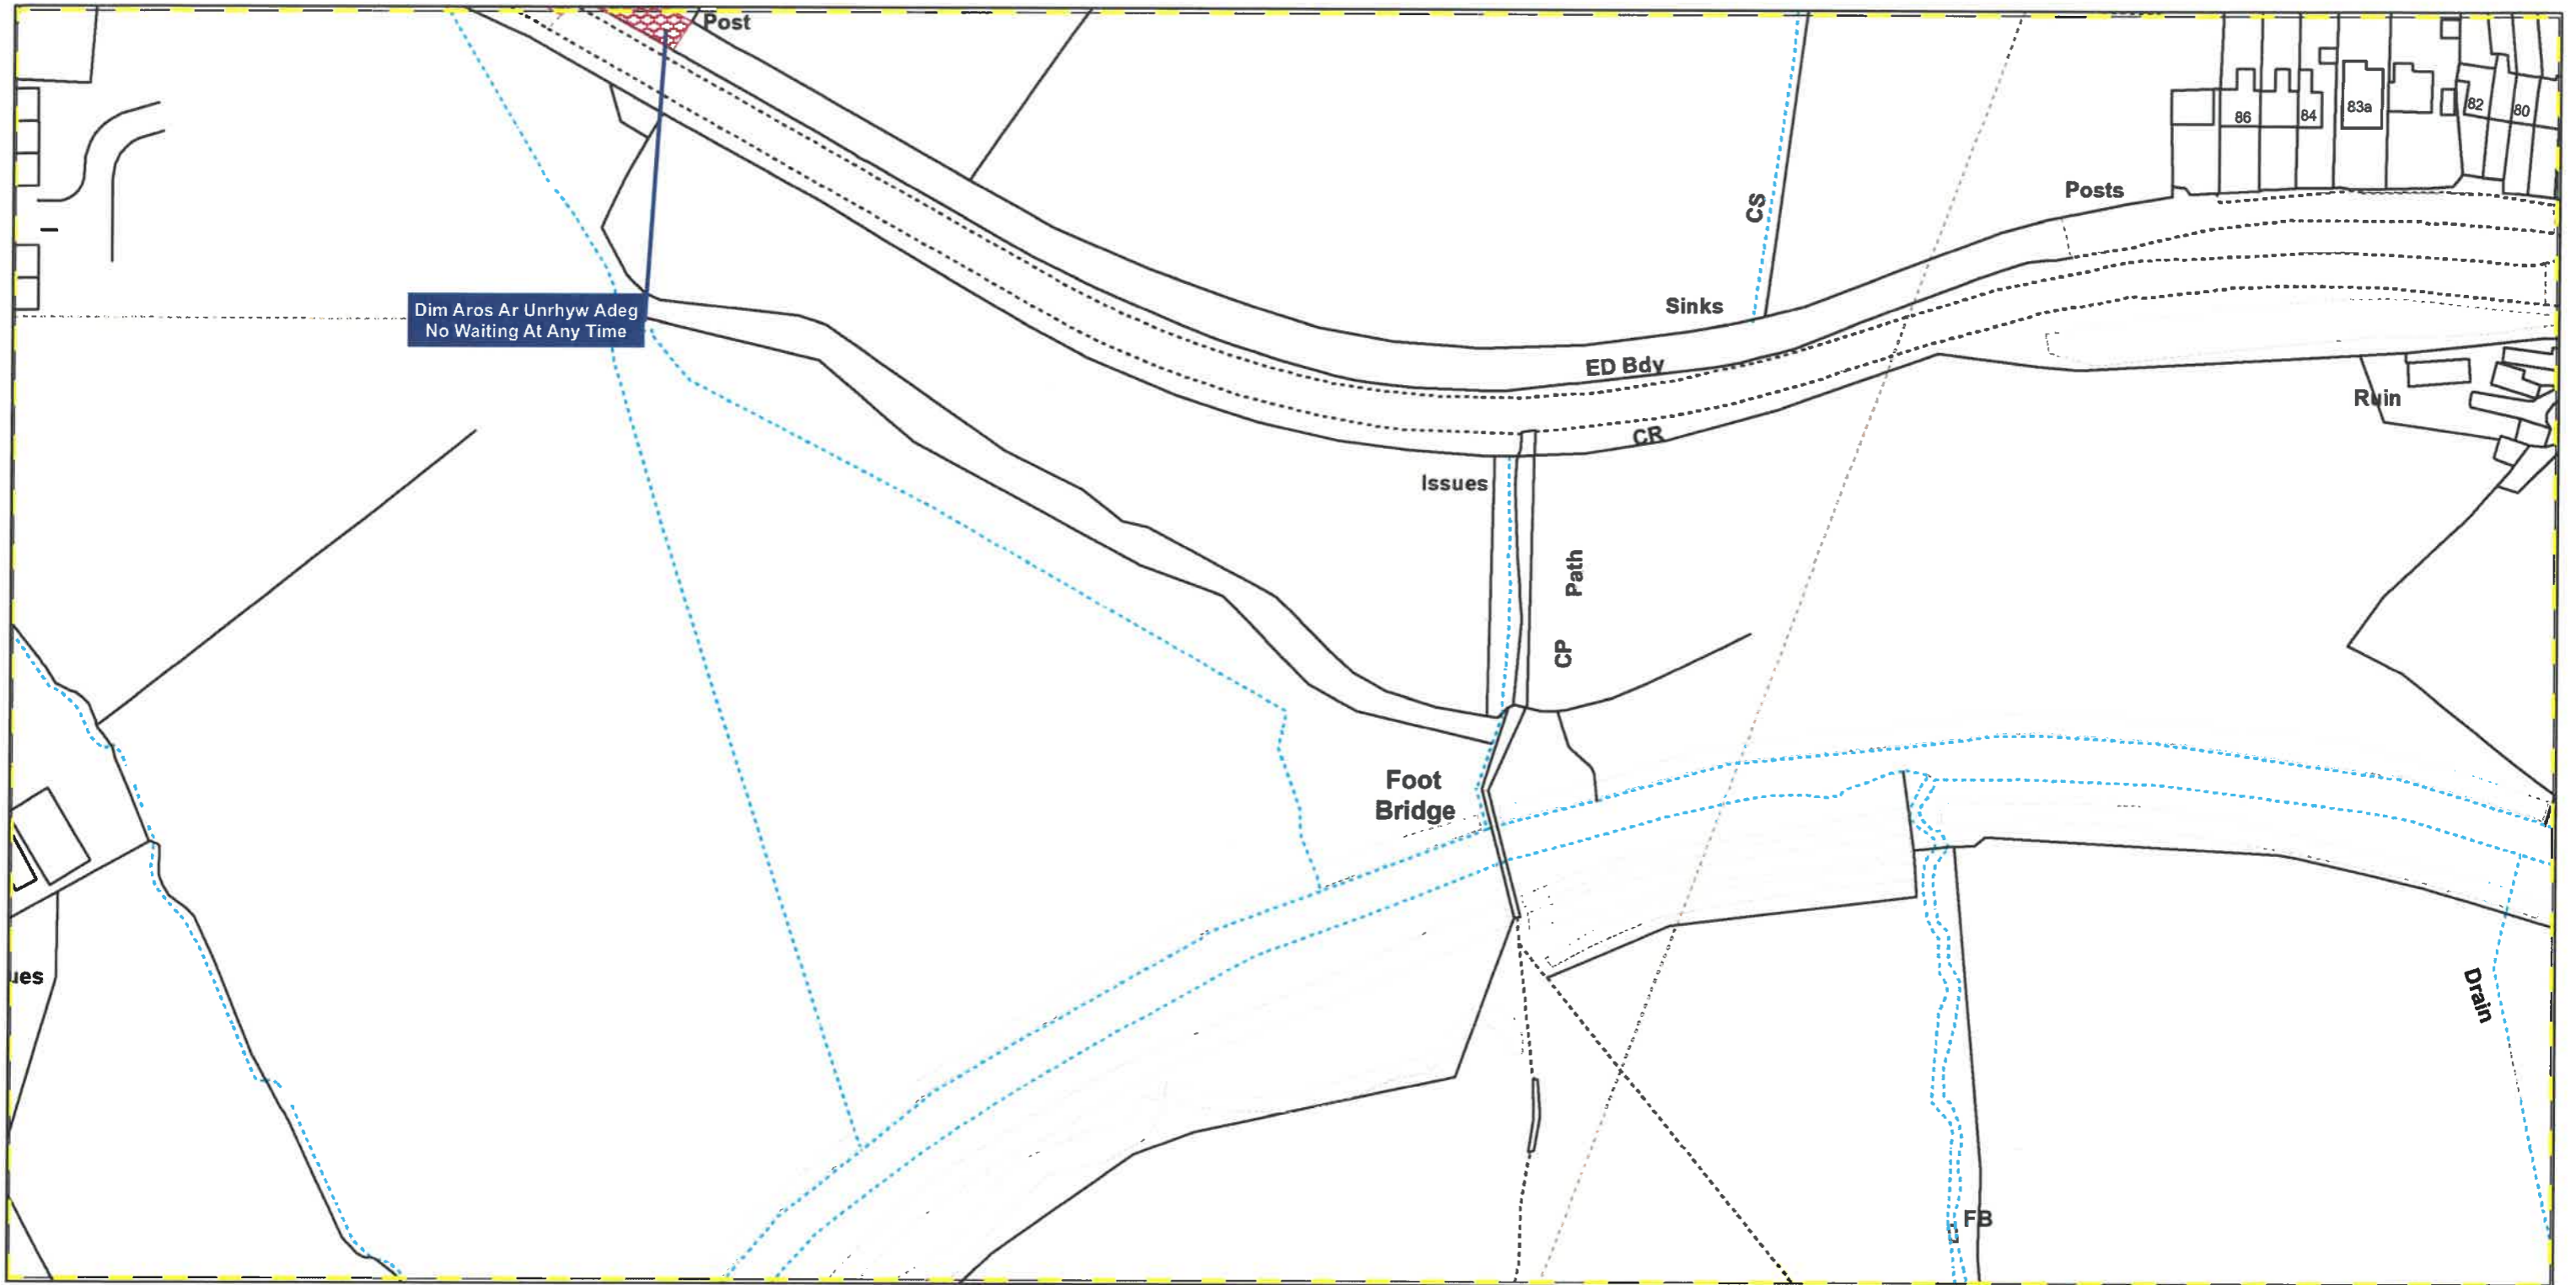 Post
86
84
83a
82
80
Posts
CS
Dim Aros Ar Unrhyw Adeg
No Waiting At Any Time
Sinks
ED Bdy
Ruin
CR
Issues
Path
CP
Foot
Bridge
ues
Drain
FB